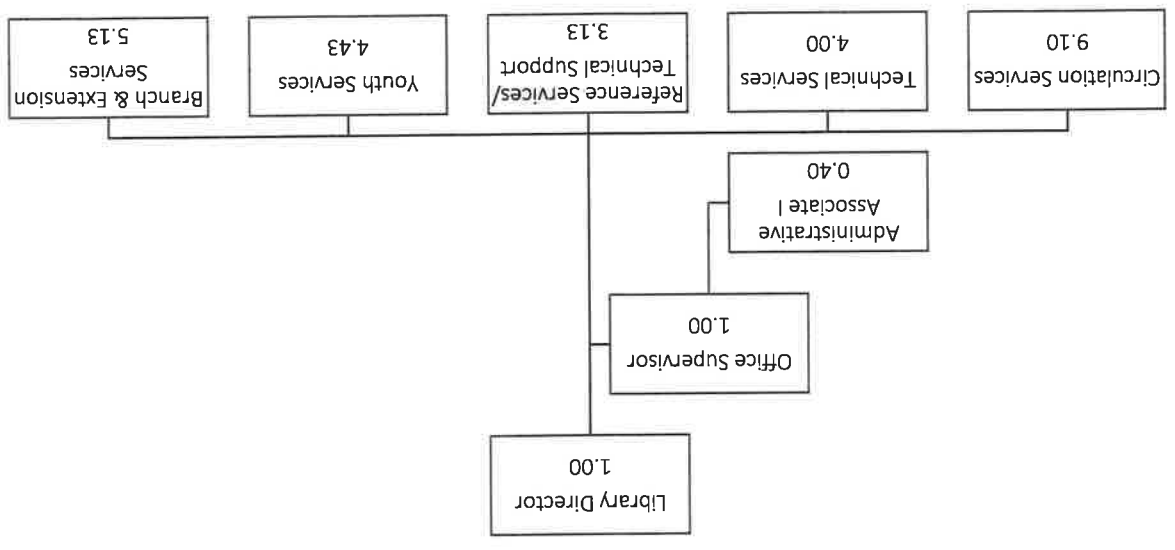 Library Director
1.00
Office Supervisor
1.00
Administrative
Associate I
0.40
Circulation Services
9.10
Technical Services
4.00
Reference Services/
Technical Support
3.13
Youth Services
4.43
Branch & Extension
Services
5.13